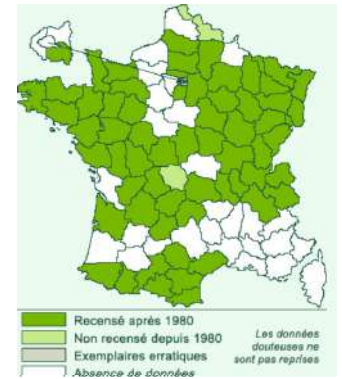 Recensé après 1980
Non recensé depuis 1980
Exemplaires erratiques
Absence de données
Les données
douteuses ne
sont pas reprises